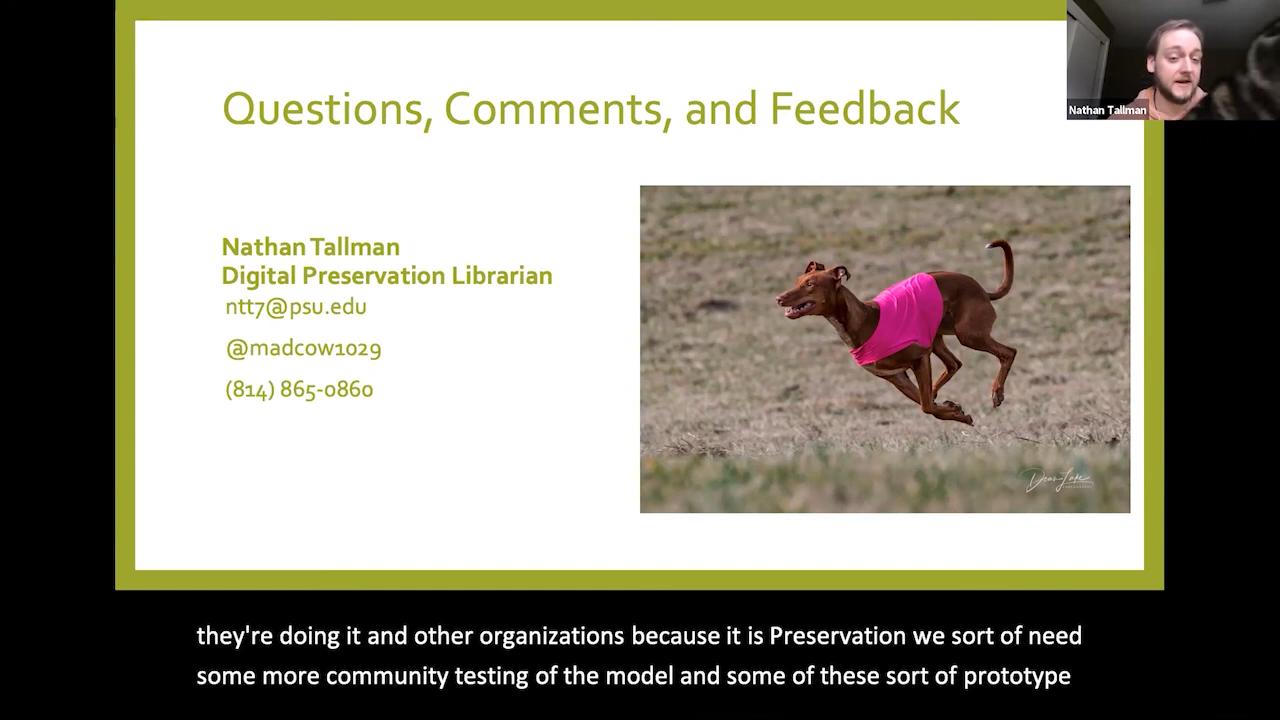 Questions, Comments, and Feedback
Nathan Tallman
Nathan Tallman
Digital Preservation Librarian
ntt7@psu.edu
@madcow1029
(814) 865-0860
they're doing it and other organizations because it is Preservation we sort of need
some more community testing of the model and some of these sort of prototype